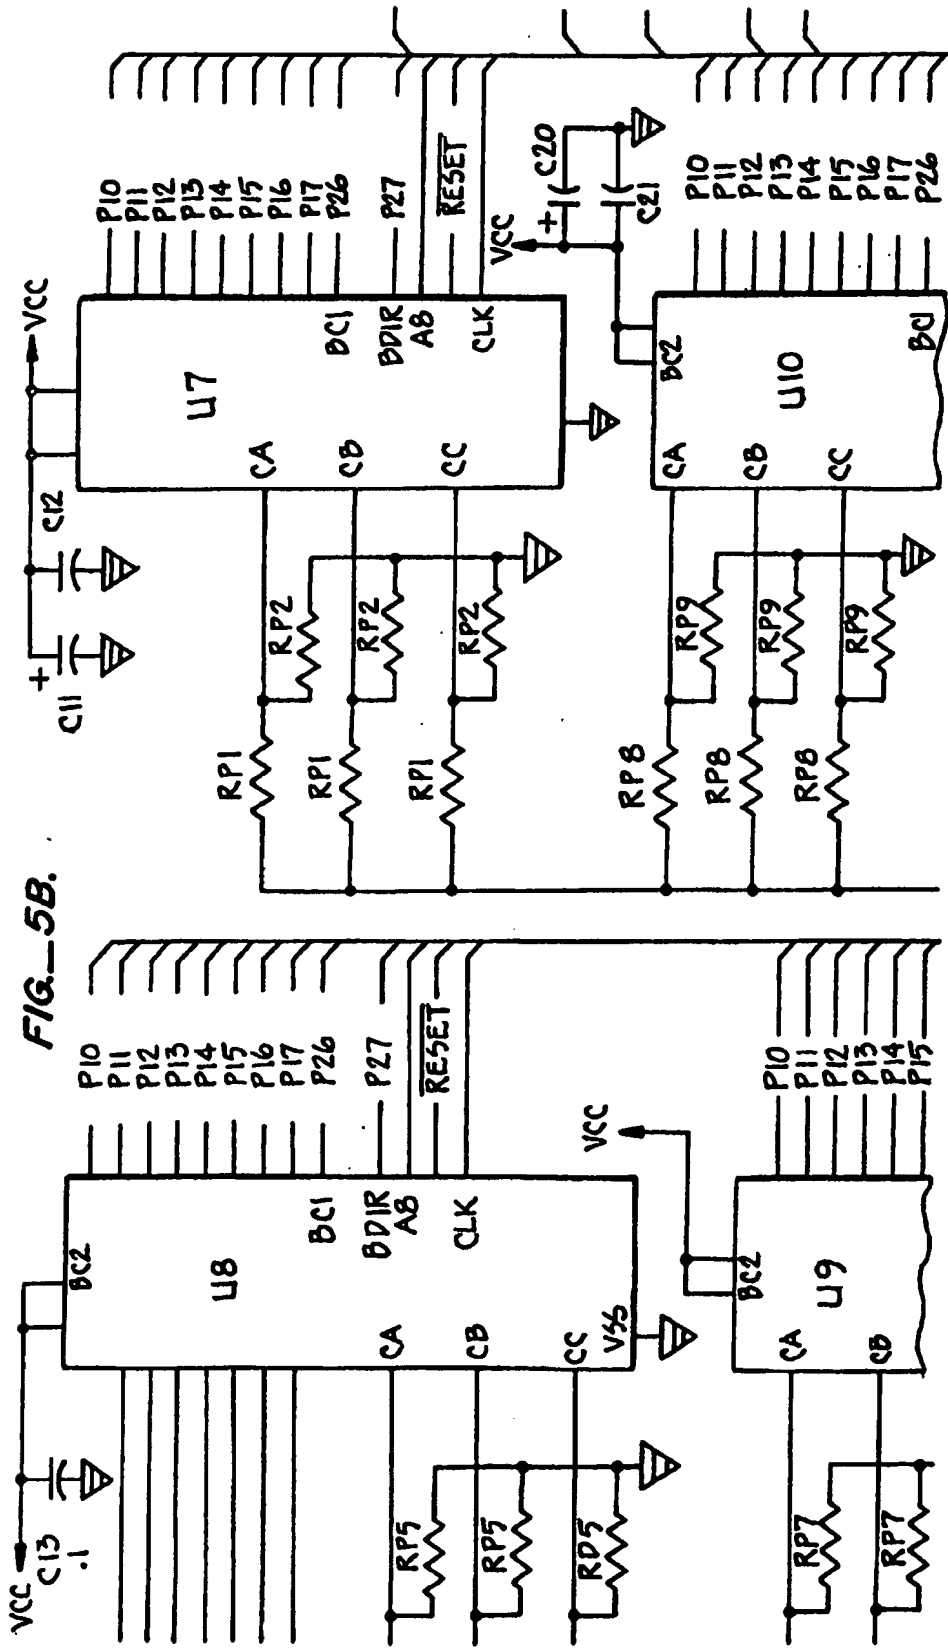 FIG._5B.
VCC
C13
.1
BC2
U8
BC1
BDIR
A8
CLK
CA
CB
CC
VSS
P10
P11
P12
P13
P14
P15
P16
P17
P26
P27
RESET
RP5
RP5
RD5
VCC
BC2
U9
CA
CB
P10
P11
P12
P13
P14
P15
RP7
RP7
+
C11
C12
VCC
U7
CA
CB
CC
BC1
BDIR
A8
CLK
P10
P11
P12
P13
P14
P15
P16
P17
P26
P27
RESET
RP1
RP2
RP1
RP2
RP1
RP2
VCC
+
C20
C21
BC2
U10
CA
CB
CC
BC1
P10
P11
P12
P13
P14
P15
P16
P17
P26
RP8
RP9
RP8
RP9
RP8
RP9